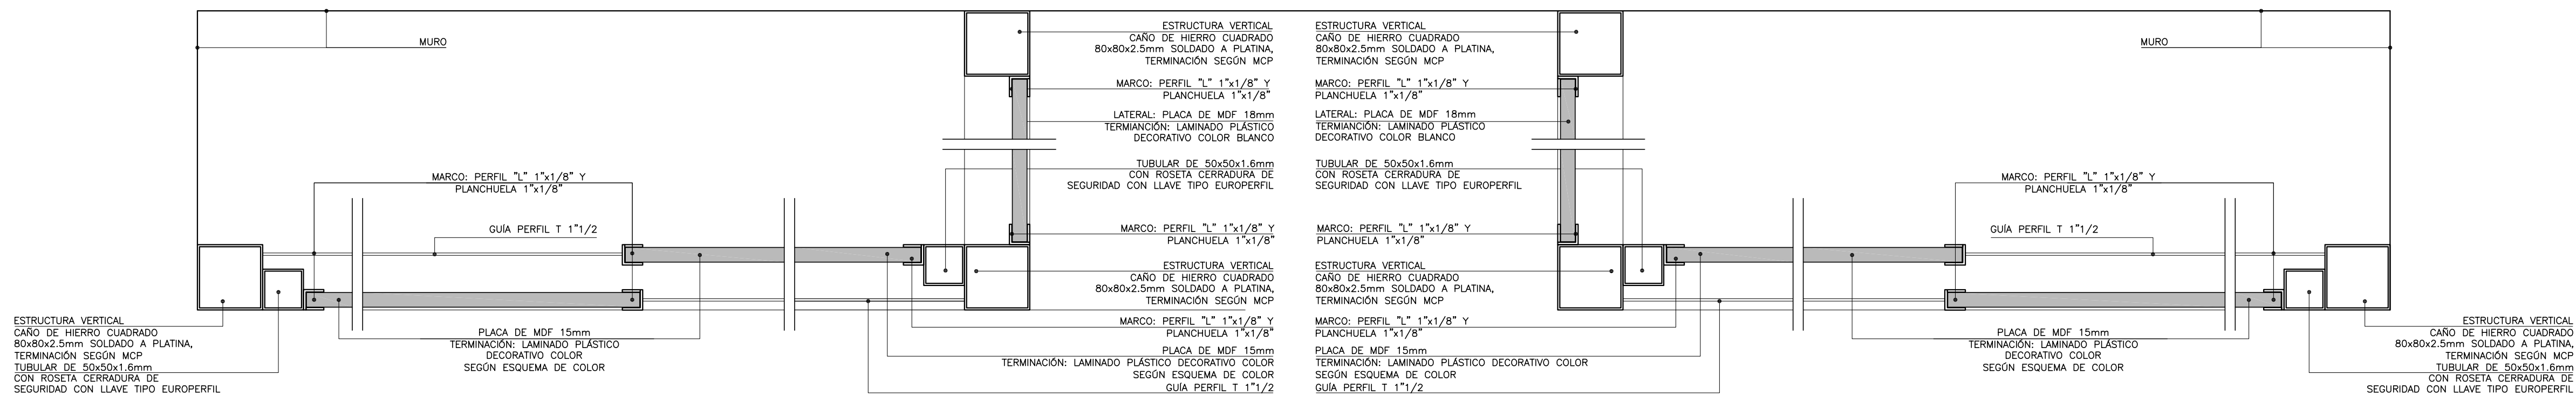 MURO
MARCO: PERFIL "L" 1"x1/8" Y
PLANCHUELA 1"x1/8"
GUÍA PERFIL T 1"1/2
ESTRUCTURA VERTICAL
CAÑO DE HIERRO CUADRADO
80x80x2.5mm SOLDADO A PLATINA,
TERMINACIÓN SEGÚN MCP
TUBULAR DE 50x50x1.6mm
CON ROSETA CERRADURA DE
SEGURIDAD CON LLAVE TIPO EUROPERFIL
PLACA DE MDF 15mm
TERMINACIÓN: LAMINADO PLÁSTICO
DECORATIVO COLOR
SEGÚN ESQUEMA DE COLOR
ESTRUCTURA VERTICAL
CAÑO DE HIERRO CUADRADO
80x80x2.5mm SOLDADO A PLATINA,
TERMINACIÓN SEGÚN MCP
MARCO: PERFIL "L" 1"x1/8" Y
PLANCHUELA 1"x1/8"
LATERAL: PLACA DE MDF 18mm
TERMIANCIÓN: LAMINADO PLÁSTICO
DECORATIVO COLOR BLANCO
TUBULAR DE 50x50x1.6mm
CON ROSETA CERRADURA DE
SEGURIDAD CON LLAVE TIPO EUROPERFIL
MARCO: PERFIL "L" 1"x1/8" Y
PLANCHUELA 1"x1/8"
ESTRUCTURA VERTICAL
CAÑO DE HIERRO CUADRADO
80x80x2.5mm SOLDADO A PLATINA,
TERMINACIÓN SEGÚN MCP
MARCO: PERFIL "L" 1"x1/8" Y
PLANCHUELA 1"x1/8"
PLACA DE MDF 15mm
TERMINACIÓN: LAMINADO PLÁSTICO DECORATIVO COLOR
SEGÚN ESQUEMA DE COLOR
GUÍA PERFIL T 1"1/2
ESTRUCTURA VERTICAL
CAÑO DE HIERRO CUADRADO
80x80x2.5mm SOLDADO A PLATINA,
TERMINACIÓN SEGÚN MCP
MARCO: PERFIL "L" 1"x1/8" Y
PLANCHUELA 1"x1/8"
LATERAL: PLACA DE MDF 18mm
TERMIANCIÓN: LAMINADO PLÁSTICO
DECORATIVO COLOR BLANCO
TUBULAR DE 50x50x1.6mm
CON ROSETA CERRADURA DE
SEGURIDAD CON LLAVE TIPO EUROPERFIL
MARCO: PERFIL "L" 1"x1/8" Y
PLANCHUELA 1"x1/8"
ESTRUCTURA VERTICAL
CAÑO DE HIERRO CUADRADO
80x80x2.5mm SOLDADO A PLATINA,
TERMINACIÓN SEGÚN MCP
MARCO: PERFIL "L" 1"x1/8" Y
PLANCHUELA 1"x1/8"
PLACA DE MDF 15mm
TERMINACIÓN: LAMINADO PLÁSTICO DECORATIVO COLOR
SEGÚN ESQUEMA DE COLOR
GUÍA PERFIL T 1"1/2
MURO
MARCO: PERFIL "L" 1"x1/8" Y
PLANCHUELA 1"x1/8"
GUÍA PERFIL T 1"1/2
PLACA DE MDF 15mm
TERMINACIÓN: LAMINADO PLÁSTICO
DECORATIVO COLOR
SEGÚN ESQUEMA DE COLOR
ESTRUCTURA VERTICAL
CAÑO DE HIERRO CUADRADO
80x80x2.5mm SOLDADO A PLATINA,
TERMINACIÓN SEGÚN MCP
TUBULAR DE 50x50x1.6mm
CON ROSETA CERRADURA DE
SEGURIDAD CON LLAVE TIPO EUROPERFIL